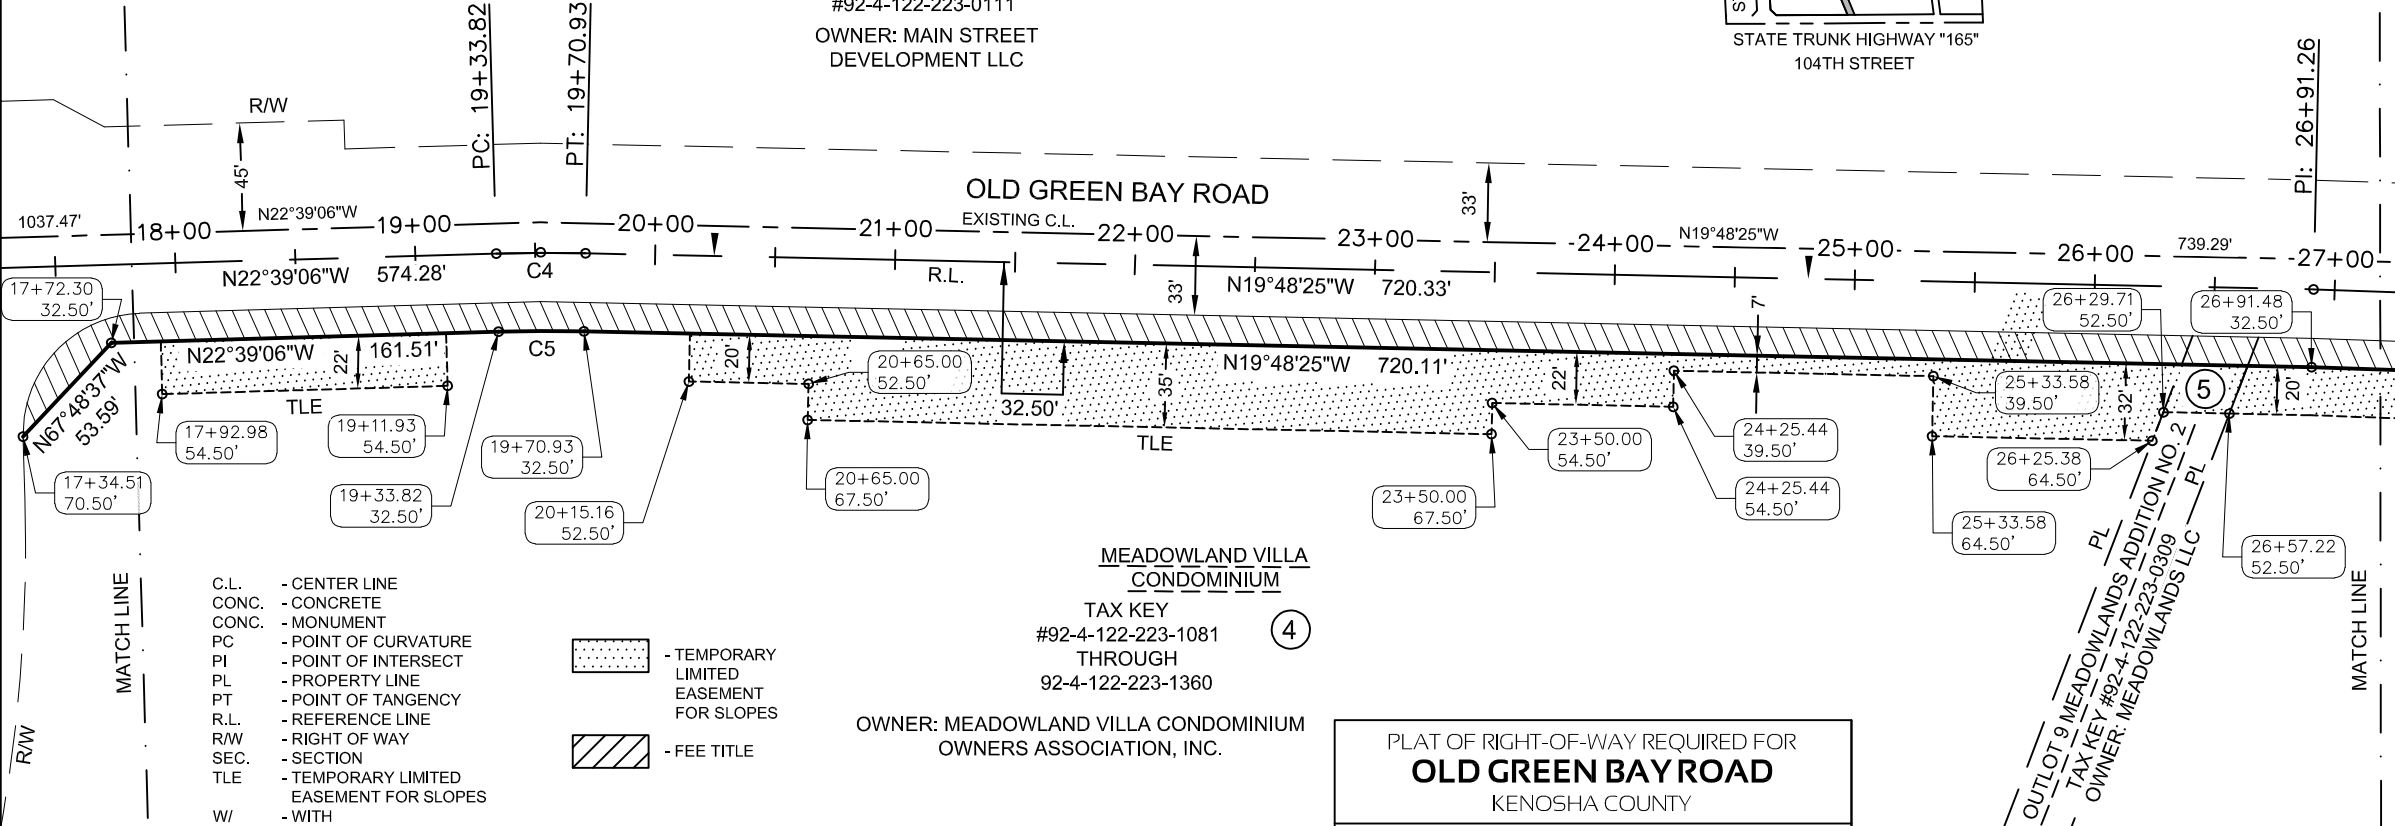 #92-4-122-223-0111
OWNER: MAIN STREET
DEVELOPMENT LLC
STATE TRUNK HIGHWAY "165"
104TH STREET
PC: 19+33.82
PT: 19+70.93
PI: 26+91.26
R/W
45'
33'
OLD GREEN BAY ROAD
EXISTING C.L.
1037.47'
18+00
N22°39'06"W
19+00
20+00
21+00
22+00
23+00
24+00
N19°48'25"W
25+00
26+00
739.29'
27+00
N22°39'06"W 574.28'
C4
R.L.
33'
N19°48'25"W 720.33'
7'
17+72.30
32.50'
26+29.71
52.50'
26+91.48
32.50'
N67°48'37"W
53.59'
N22°39'06"W 161.51'
22'
C5
20'
20+65.00
52.50'
32.50'
35'
N19°48'25"W 720.11'
22'
25+33.58
39.50'
32'
5
20'
TLE
TLE
17+92.98
54.50'
19+11.93
54.50'
19+70.93
32.50'
23+50.00
54.50'
24+25.44
39.50'
26+25.38
64.50'
17+34.51
70.50'
19+33.82
32.50'
20+15.16
52.50'
20+65.00
67.50'
23+50.00
67.50'
24+25.44
54.50'
25+33.58
64.50'
26+57.22
52.50'
R/W
MATCH LINE
C.L. - CENTER LINE
CONC. - CONCRETE
CONC. - MONUMENT
PC - POINT OF CURVATURE
PI - POINT OF INTERSECT
PL - PROPERTY LINE
PT - POINT OF TANGENCY
R.L. - REFERENCE LINE
R/W - RIGHT OF WAY
SEC. - SECTION
TLE - TEMPORARY LIMITED
EASEMENT FOR SLOPES
W/ - WITH
- TEMPORARY
LIMITED
EASEMENT
FOR SLOPES
- FEE TITLE
MEADOWLAND VILLA
CONDOMINIUM
TAX KEY
#92-4-122-223-1081
THROUGH
92-4-122-223-1360
4
OWNER: MEADOWLAND VILLA CONDOMINIUM
OWNERS ASSOCIATION, INC.
PLAT OF RIGHT-OF-WAY REQUIRED FOR
OLD GREEN BAY ROAD
KENOSHA COUNTY
PL
PL
OUTLOT 9 MEADOWLANDS ADDITION NO. 2
TAX KEY #92-4-122-223-0309
OWNER: MEADOWLANDS LLC
MATCH LINE